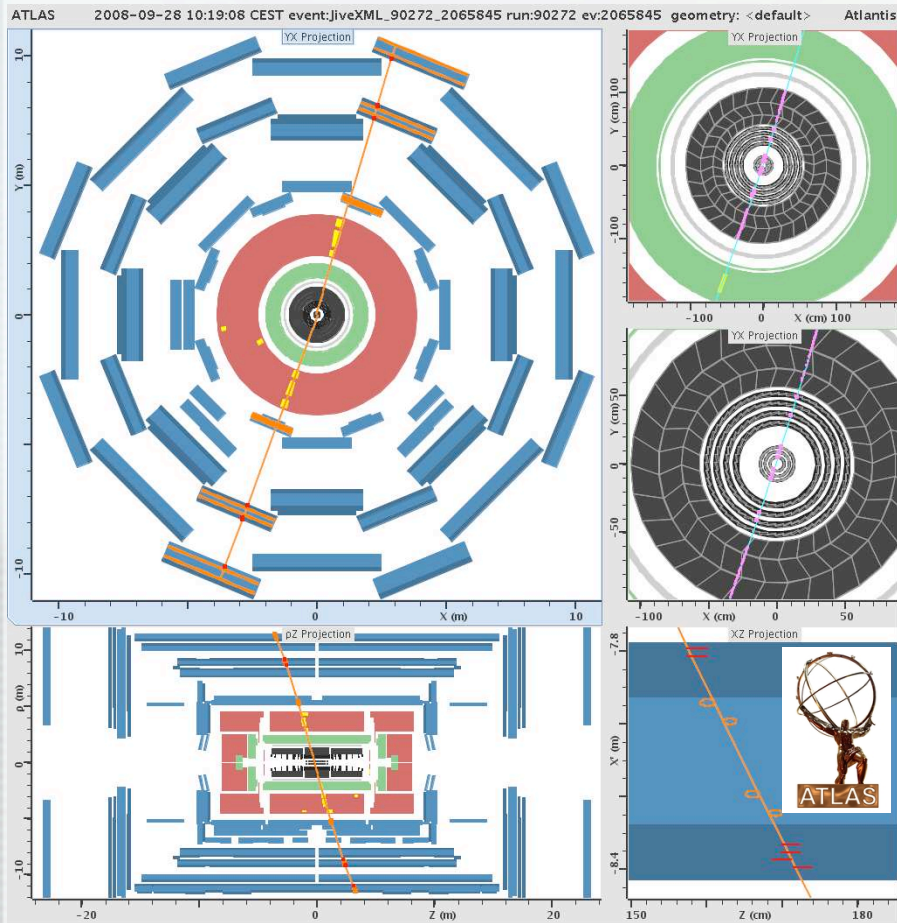 ATLAS 2008-09-28 10:19:08 CEST event:JiveXML_90272_2065845 run:90272 ev:2065845 geometry: <default> Atlantis
YX Projection
10
Y (m)
0
-10
-10 0 X (m) 10
YX Projection
Y (cm) 100
0
-100
-100 0 X (cm) 100
YX Projection
Y (cm) 50
0
-50
-100 X (cm) 0 50
ρZ Projection
10
ρ (m)
0
-10
-20 0 Z (m) 20
XZ Projection
-7.8
X' (m)
-8.4
150 Z (cm) 180
ATLAS